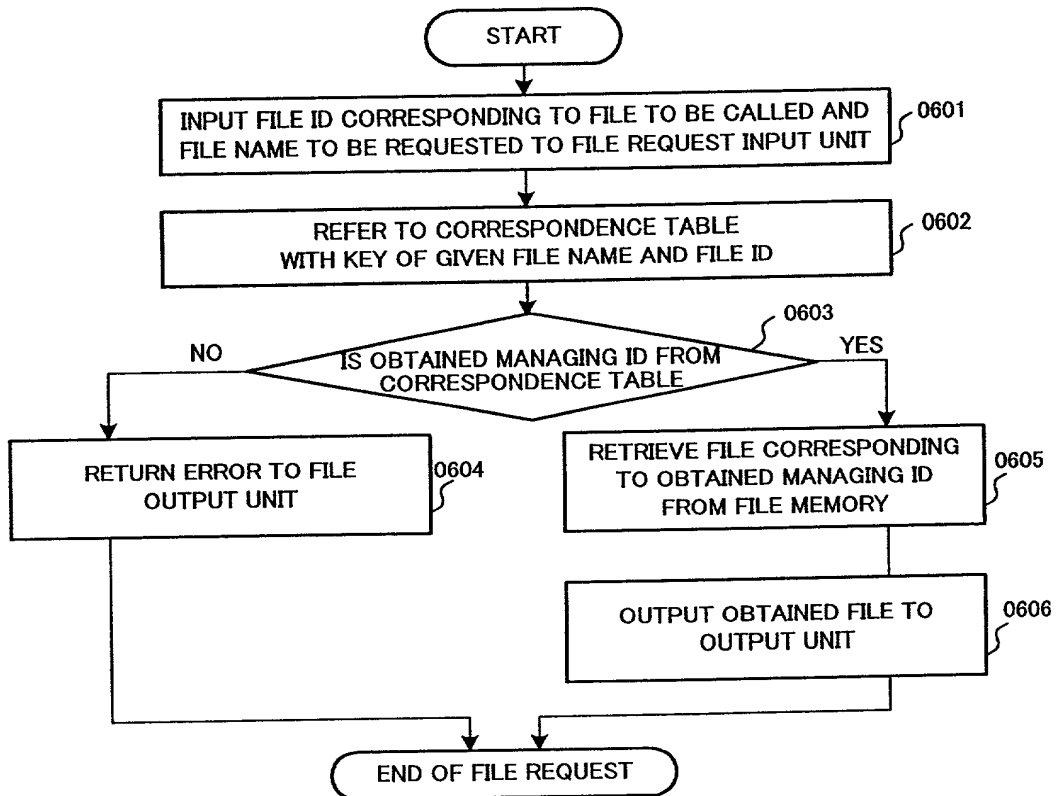 START
INPUT FILE ID CORRESPONDING TO FILE TO BE CALLED AND
FILE NAME TO BE REQUESTED TO FILE REQUEST INPUT UNIT
0601
REFER TO CORRESPONDENCE TABLE
WITH KEY OF GIVEN FILE NAME AND FILE ID
0602
0603
NO
IS OBTAINED MANAGING ID FROM
CORRESPONDENCE TABLE
YES
RETURN ERROR TO FILE
OUTPUT UNIT
0604
RETRIEVE FILE CORRESPONDING
TO OBTAINED MANAGING ID
FROM FILE MEMORY
0605
OUTPUT OBTAINED FILE TO
OUTPUT UNIT
0606
END OF FILE REQUEST